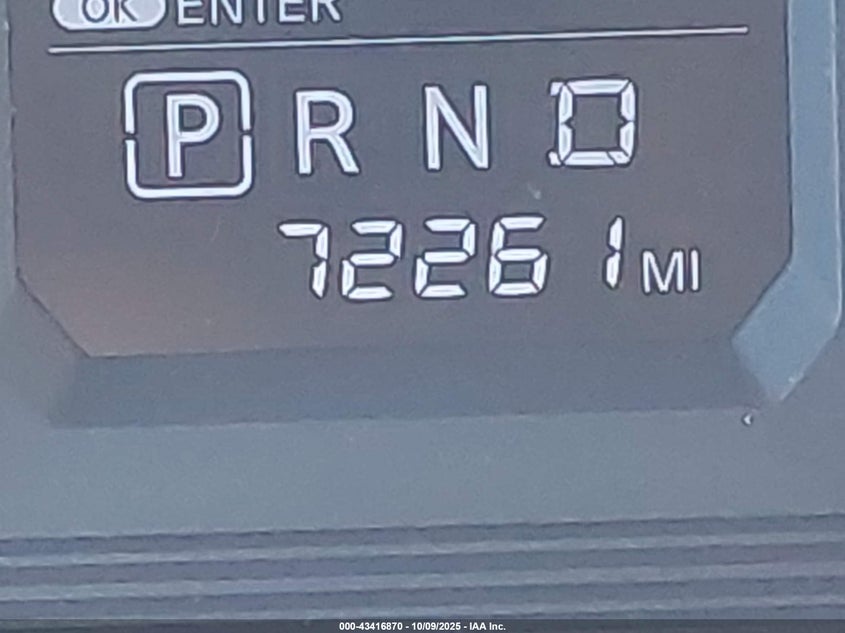 OK ENTER
P R N D
72261 MI
000-43416870 - 10/09/2025 - IAA Inc.